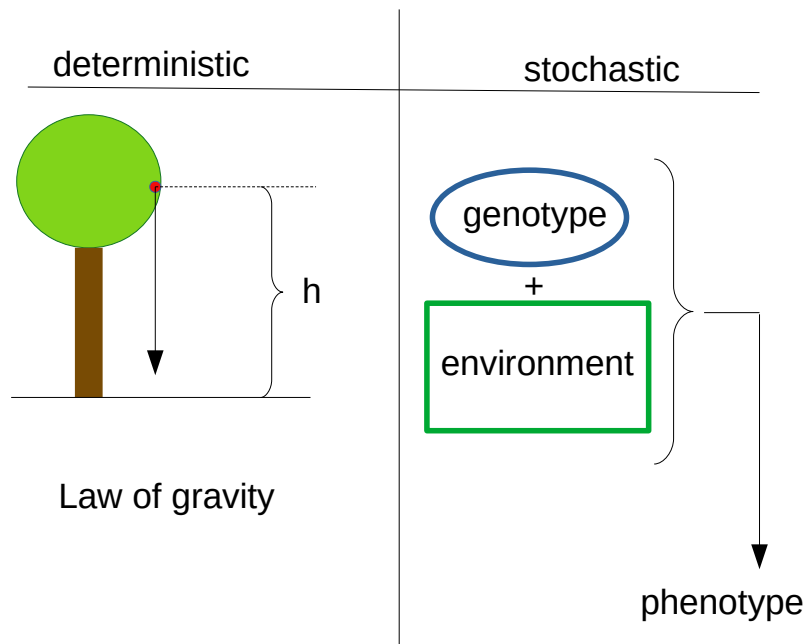 deterministic
h
Law of gravity
stochastic
genotype
+
environment
phenotype